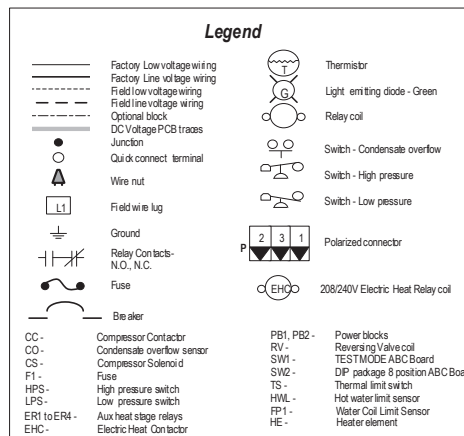 Legend
Factory Low voltage wiring
Factory Line voltage wiring
Field low voltage wiring
Field line voltage wiring
Optional block
DC Voltage PCB traces
Junction
Quick connect terminal
Wire nut
L1 Field wire lug
Ground
Relay Contacts-
N.O., N.C.
Fuse
Breaker
T Thermistor
G Light emitting diode - Green
Relay coil
Switch - Condensate overflow
Switch - High pressure
Switch - Low pressure
P 2 3 1 Polarized connector
EHC 208/240V Electric Heat Relay coil
CC - Compressor Contactor
CO - Condensate overflow sensor
CS - Compressor Solenoid
F1 - Fuse
HPS - High pressure switch
LPS - Low pressure switch
ER1 to ER4 - Aux heat stage relays
EHC - Electric Heat Contactor
PB1, PB2 - Power blocks
RV - Reversing Valve coil
SW1 - TEST MODE ABC Board
SW2 - DIP package 8 position ABC Boa
TS - Thermal limit switch
HWL - Hot water limit sensor
FP1 - Water Coil Limit Sensor
HE - Heater element